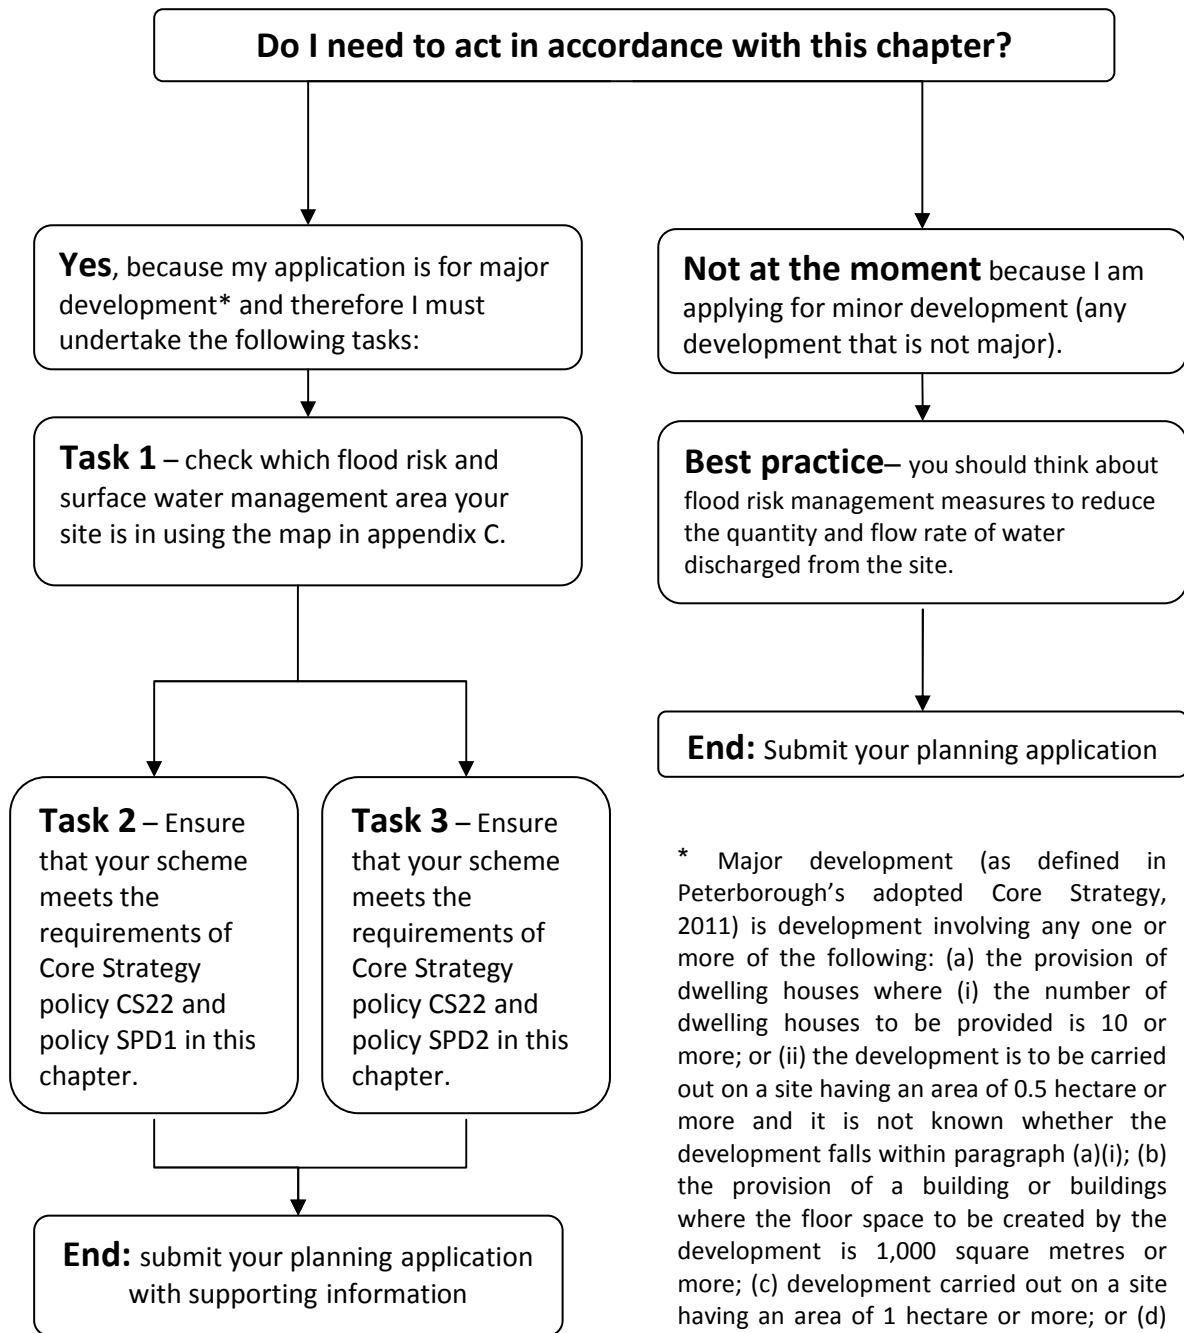 Do I need to act in accordance with this chapter?
Yes, because my application is for major
development* and therefore I must
undertake the following tasks:
Task 1 – check which flood risk and
surface water management area your
site is in using the map in appendix C.
Task 2 – Ensure
that your scheme
meets the
requirements of
Core Strategy
policy CS22 and
policy SPD1 in this
chapter.
Task 3 – Ensure
that your scheme
meets the
requirements of
Core Strategy
policy CS22 and
policy SPD2 in this
chapter.
End: submit your planning application
with supporting information
Not at the moment because I am
applying for minor development (any
development that is not major).
Best practice– you should think about
flood risk management measures to reduce
the quantity and flow rate of water
discharged from the site.
End: Submit your planning application
* Major development (as defined in
Peterborough's adopted Core Strategy,
2011) is development involving any one or
more of the following: (a) the provision of
dwelling houses where (i) the number of
dwelling houses to be provided is 10 or
more; or (ii) the development is to be carried
out on a site having an area of 0.5 hectare or
more and it is not known whether the
development falls within paragraph (a)(i); (b)
the provision of a building or buildings
where the floor space to be created by the
development is 1,000 square metres or
more; (c) development carried out on a site
having an area of 1 hectare or more; or (d)